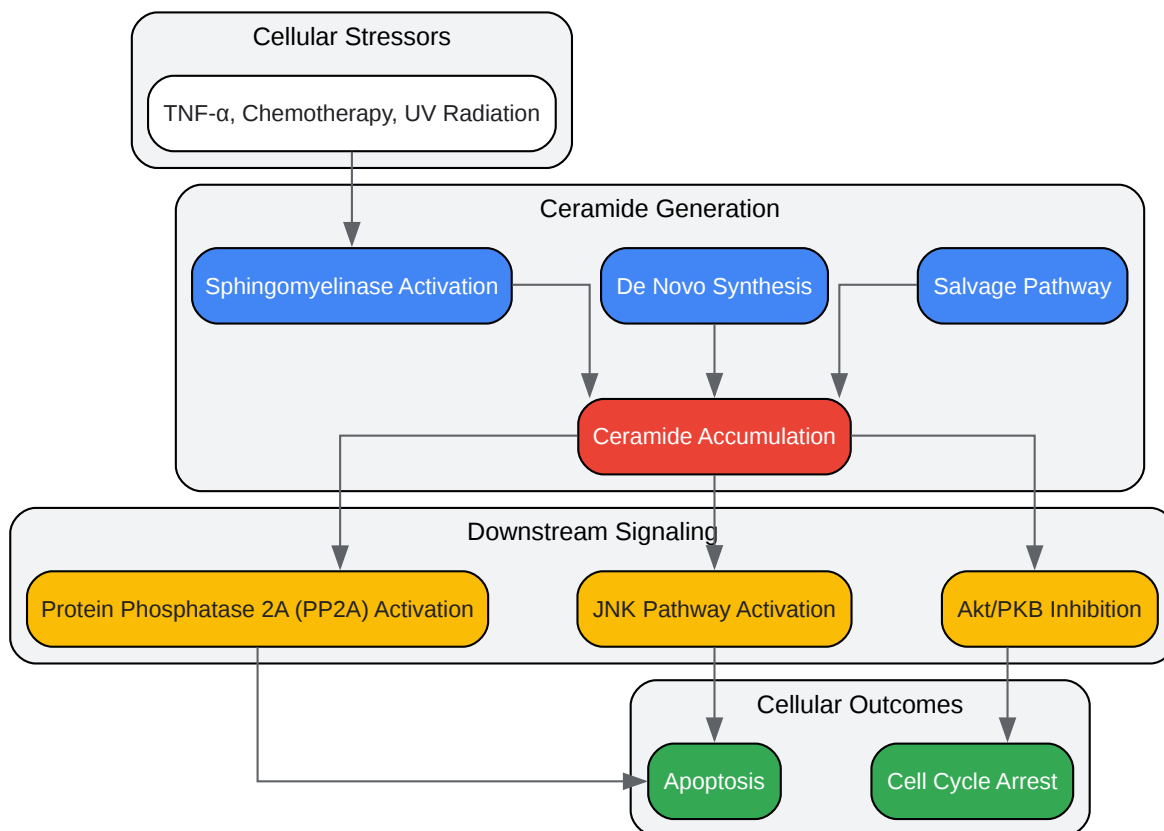 Cellular Stressors
TNF-α, Chemotherapy, UV Radiation
Ceramide Generation
Sphingomyelinase Activation
De Novo Synthesis
Salvage Pathway
Ceramide Accumulation
Downstream Signaling
Protein Phosphatase 2A (PP2A) Activation
JNK Pathway Activation
Akt/PKB Inhibition
Cellular Outcomes
Apoptosis
Cell Cycle Arrest